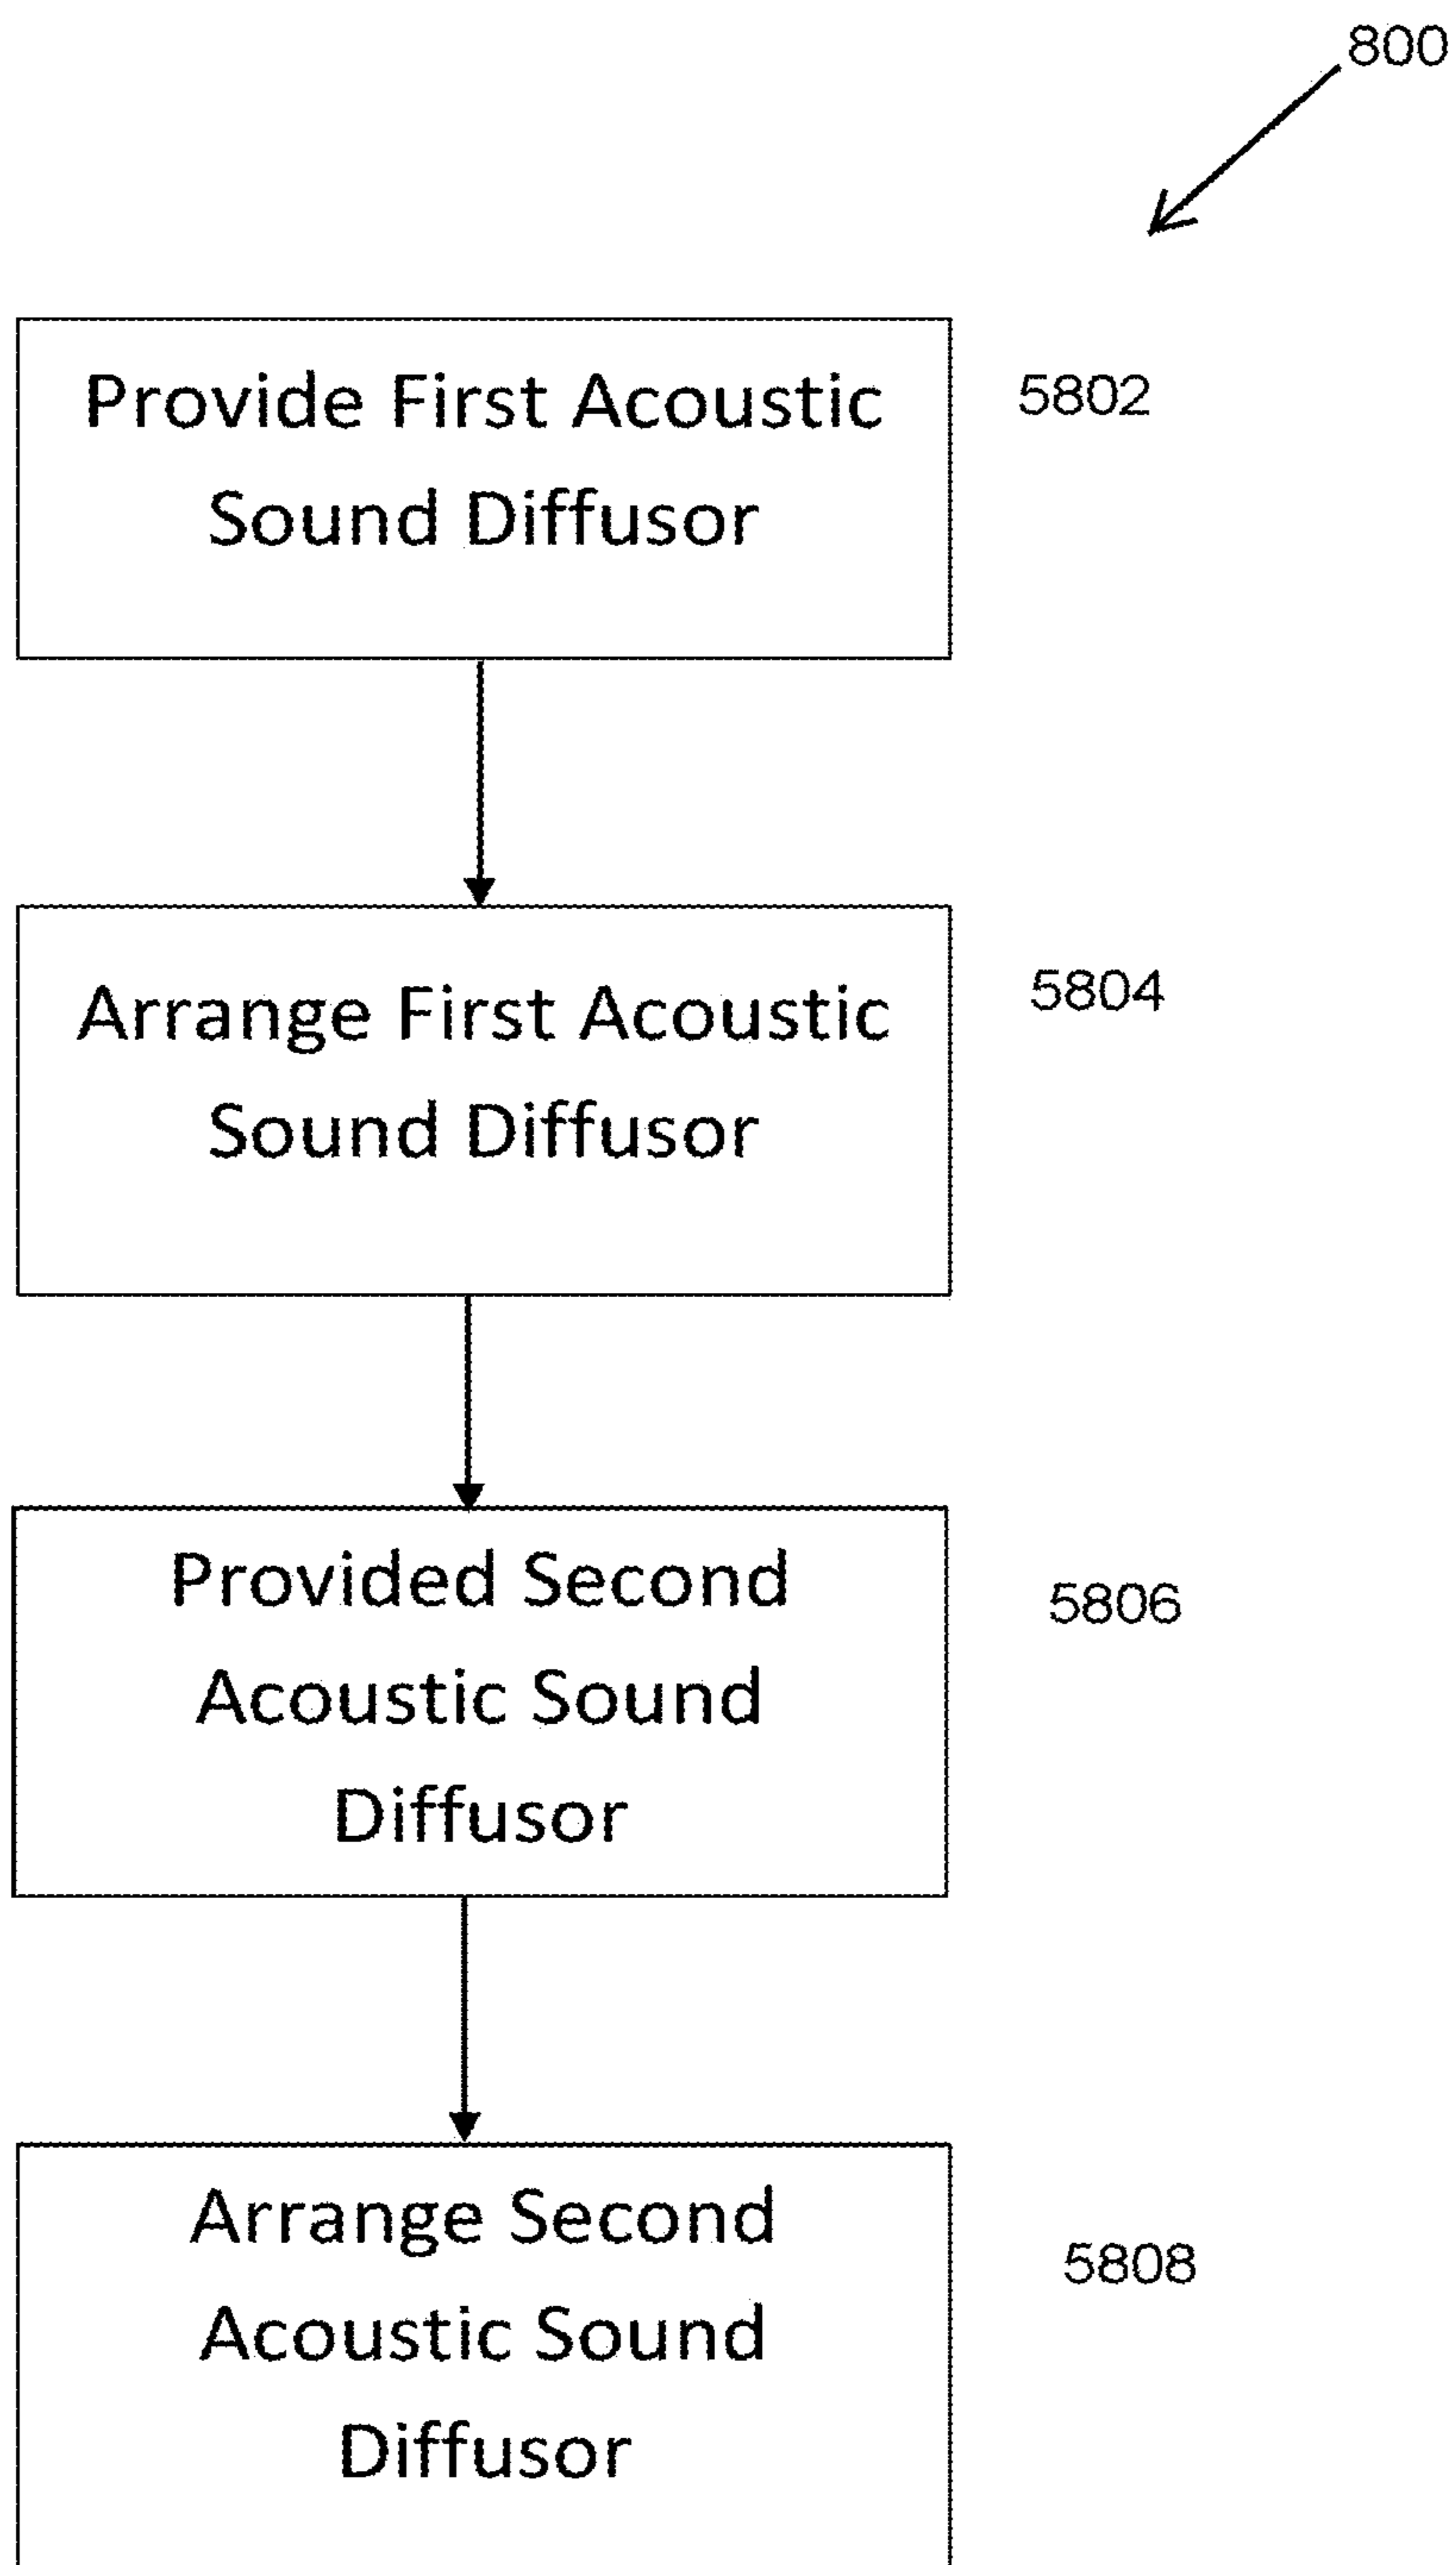 800
Provide First Acoustic
Sound Diffusor
5802
Arrange First Acoustic
Sound Diffusor
5804
Provided Second
Acoustic Sound
Diffusor
5806
Arrange Second
Acoustic Sound
Diffusor
5808